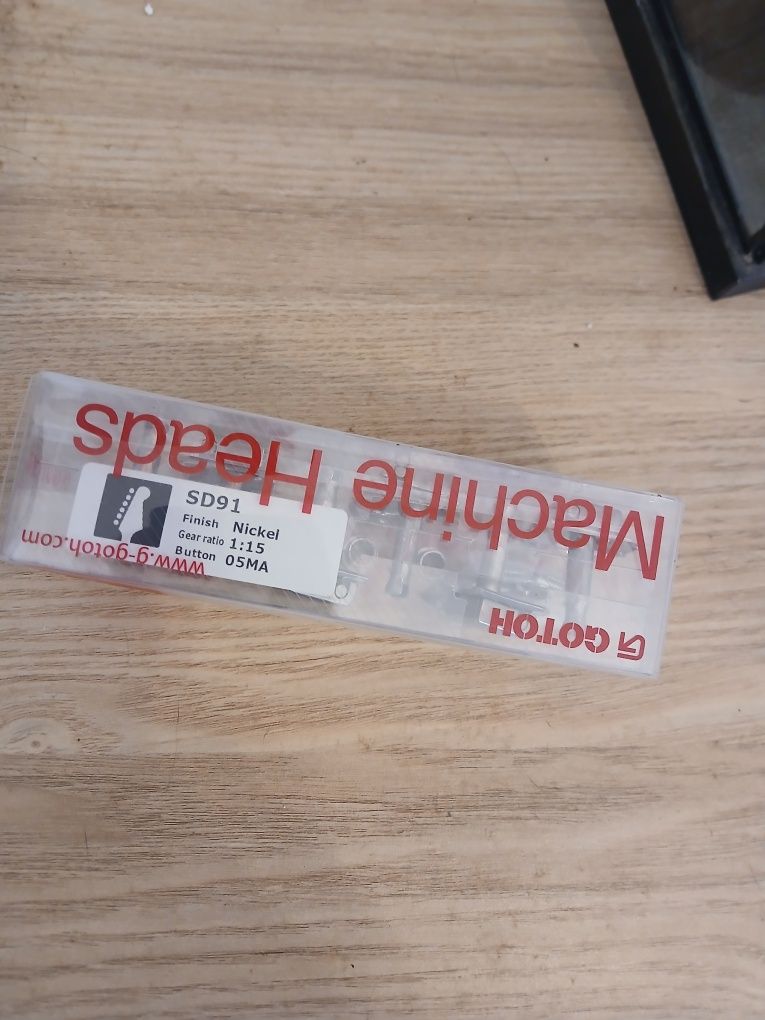 Machine Heads
GOTOH
www.g-gotoh.com
SD91
Finish Nickel
Gear ratio 1:15
Button 05MA